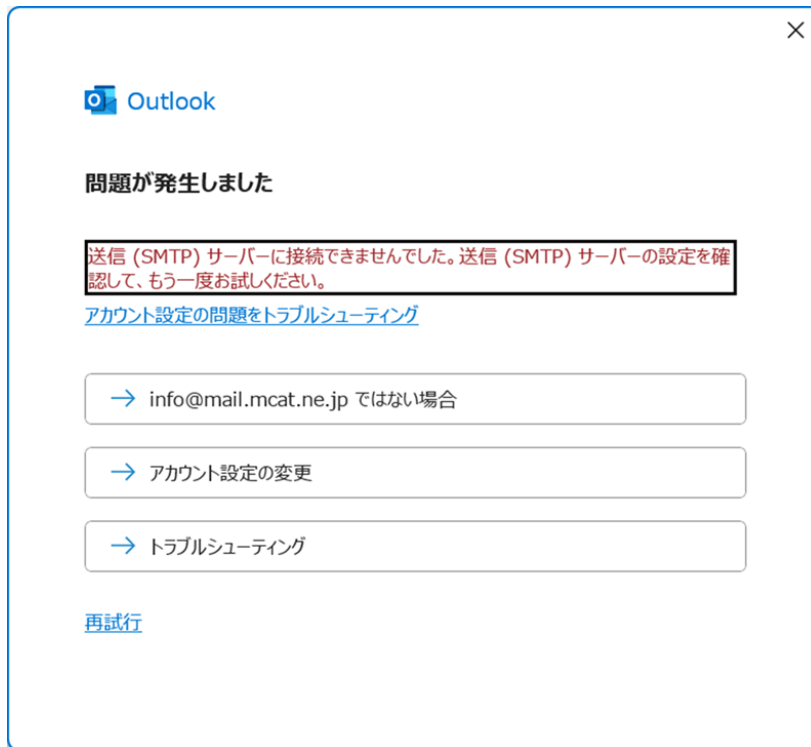 Outlook
問題が発生しました
送信 (SMTP) サーバーに接続できませんでした。送信 (SMTP) サーバーの設定を確
認して、もう一度お試しください。
アカウント設定の問題をトラブルシューティング
→ info@mail.mcat.ne.jp ではない場合
→ アカウント設定の変更
→ トラブルシューティング
再試行